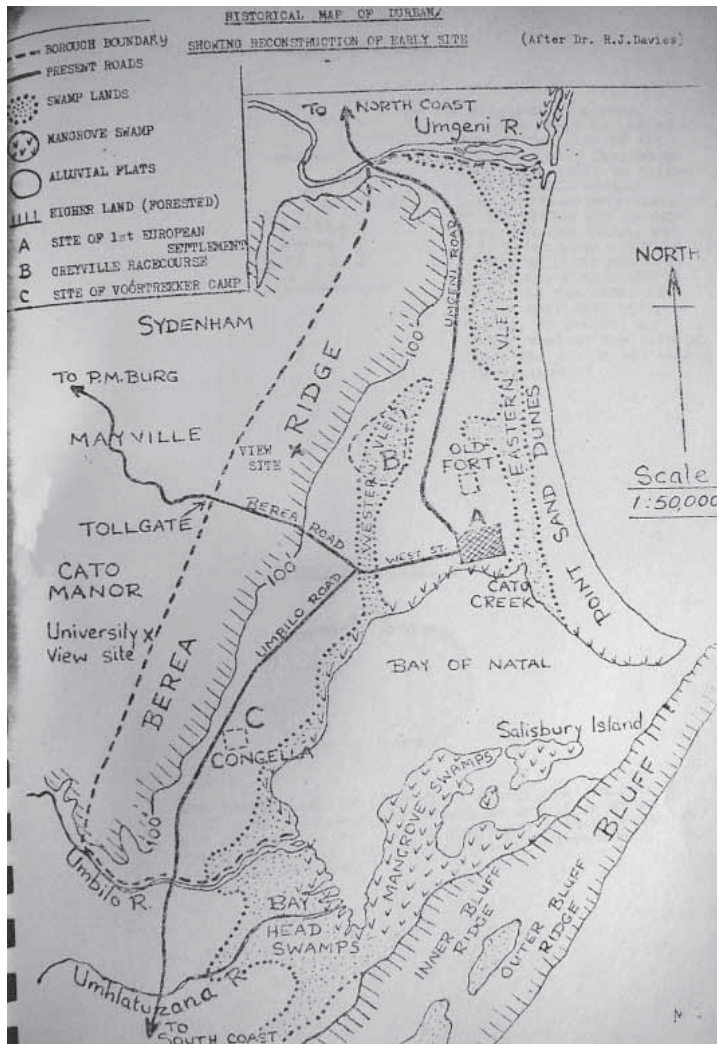 HISTORICAL MAP OF DURBAN
SHOWING RECONSTRUCTION OF EARLY SITE
(After Dr. R.J.Davies)
BOROUGH BOUNDARY
PRESENT ROADS
SWAMP LANDS
MANGROVE SWAMP
ALLUVIAL FLATS
HIGHER LAND (FORESTED)
A SITE OF 1st EUROPEAN
SETTLEMENT
B GREYVILLE RACECOURSE
C SITE OF VOORTREKKER CAMP
TO NORTH COAST
Umgeni R.
NORTH
UMGENI ROAD
SYDENHAM
RIDGE
100'
VLEI
EASTERN
TO P.M.BURG
MAYVILLE
VIEW
SITE
WESTERN VLEI
B
OLD
FORT
SAND DUNES
POINT
Scale
1:50,000
TOLLGATE
BEREA
ROAD
A
WEST ST.
100'
CATO
MANOR
UMBILO ROAD
CATO
CREEK
University
View site
BEREA
BAY OF NATAL
C
CONGELLA
Salisbury Island
100'
MANGROVE SWAMPS
BLUFF
Umbilo R.
BAY
HEAD
SWAMPS
INNER BLUFF
RIDGE
OUTER BLUFF
RIDGE
Umhlatuzana R.
TO
SOUTH COAST
N